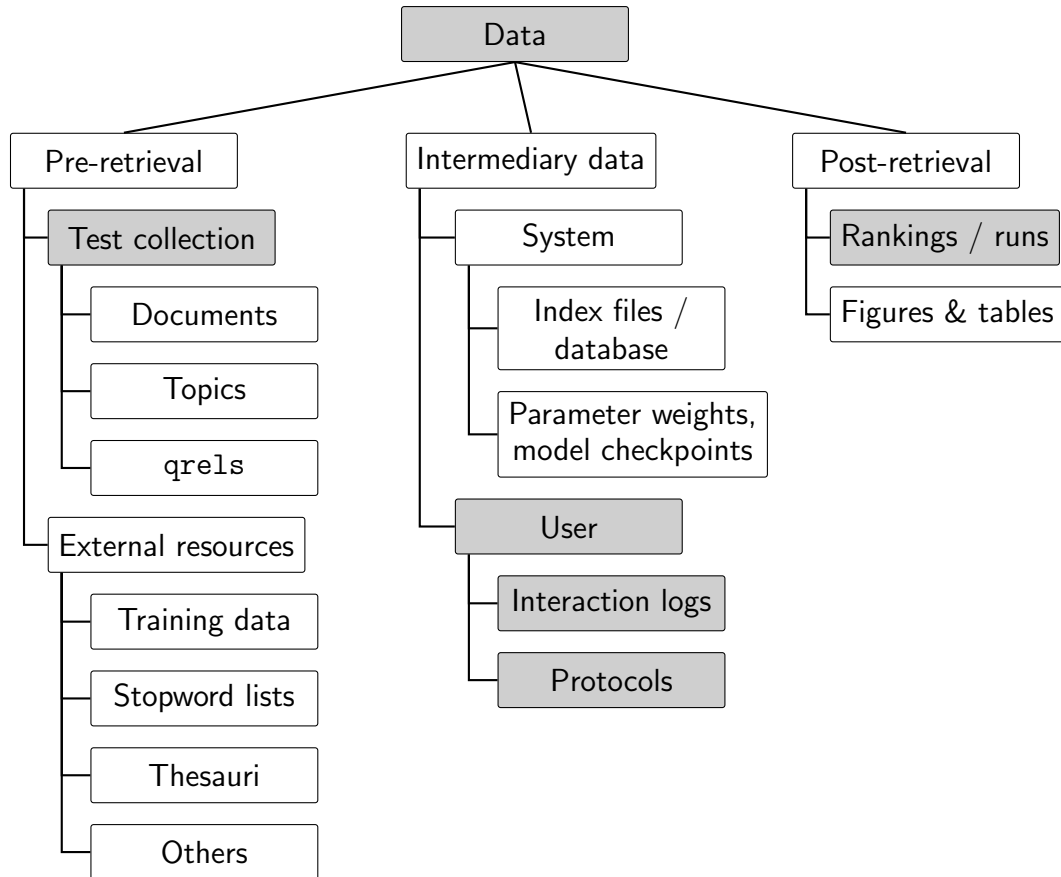 Data
Pre-retrieval
Test collection
Documents
Topics
qrels
External resources
Training data
Stopword lists
Thesauri
Others
Intermediary data
System
Index files /
database
Parameter weights,
model checkpoints
User
Interaction logs
Protocols
Post-retrieval
Rankings / runs
Figures & tables